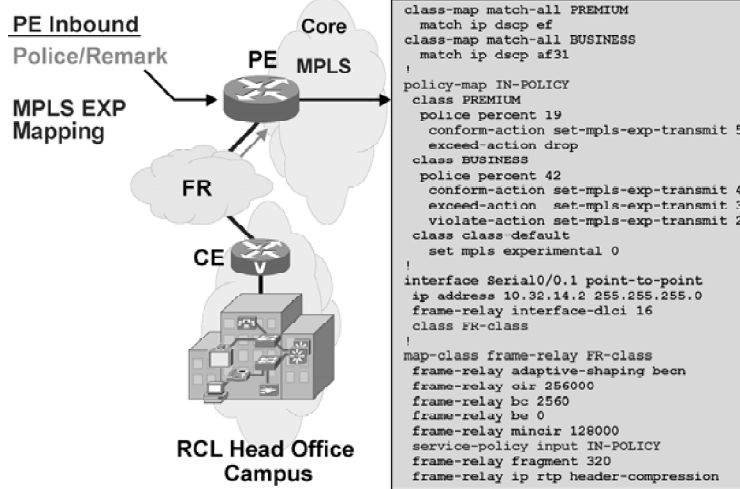 PE Inbound
Police/Remark
MPLS EXP
Mapping
Core
PE
MPLS
FR
CE
V
RCL Head Office
Campus
class-map match-all PREMIUM
match ip dscp ef
class-map match-all BUSINESS
match ip dscp af31
!
policy-map IN-POLICY
class PREMIUM
police percent 19
conform-action set-mpls-exp-transmit 5
exceed-action drop
class BUSINESS
police percent 42
conform-action set-mpls-exp-transmit 4
exceed-action set-mpls-exp-transmit 3
violate-action set-mpls-exp-transmit 2
class class-default
set mpls experimental 0
!
interface Serial0/0.1 point-to-point
ip address 10.32.14.2 255.255.255.0
frame-relay interface-dlci 16
class FR-class
!
map-class frame-relay FR-class
frame-relay adaptive-shaping becn
frame-relay cir 256000
frame-relay bc 2560
frame-relay be 0
frame-relay mincir 128000
service-policy input IN-POLICY
frame-relay fragment 320
frame-relay ip rtp header-compression